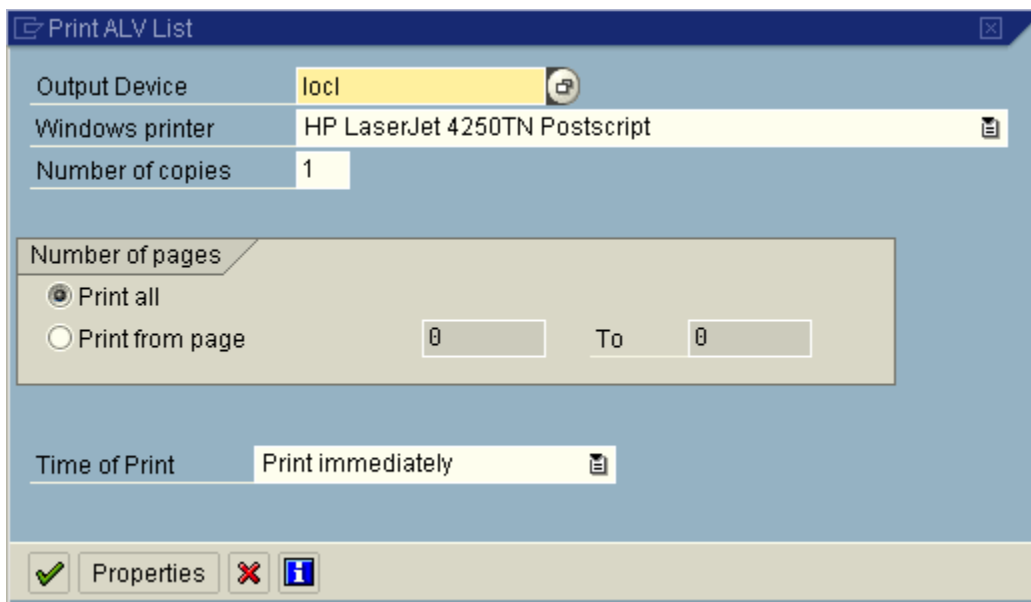 Print ALV List
Output Device locl
Windows printer HP LaserJet 4250TN Postscript
Number of copies 1
Number of pages
Print all
Print from page 0 To 0
Time of Print Print immediately
Properties